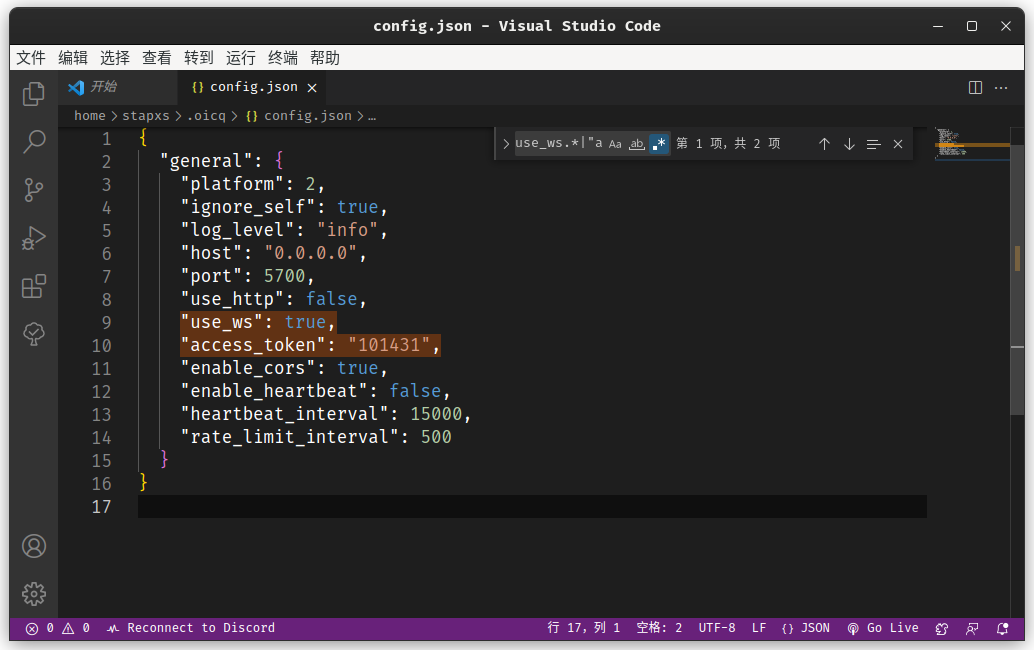 config.json - Visual Studio Code
文件 编辑 选择 查看 转到 运行 终端 帮助
开始 {} config.json
home > stapxs > .oicq > {} config.json > …
use_ws.*|"a Aa ab .* 第 1 项，共 2 项
1 {
2 "general": {
3 "platform": 2,
4 "ignore_self": true,
5 "log_level": "info",
6 "host": "0.0.0.0",
7 "port": 5700,
8 "use_http": false,
9 "use_ws": true,
10 "access_token": "101431",
11 "enable_cors": true,
12 "enable_heartbeat": false,
13 "heartbeat_interval": 15000,
14 "rate_limit_interval": 500
15 }
16 }
17
0 0 Reconnect to Discord 行 17，列 1 空格: 2 UTF-8 LF {} JSON Go Live